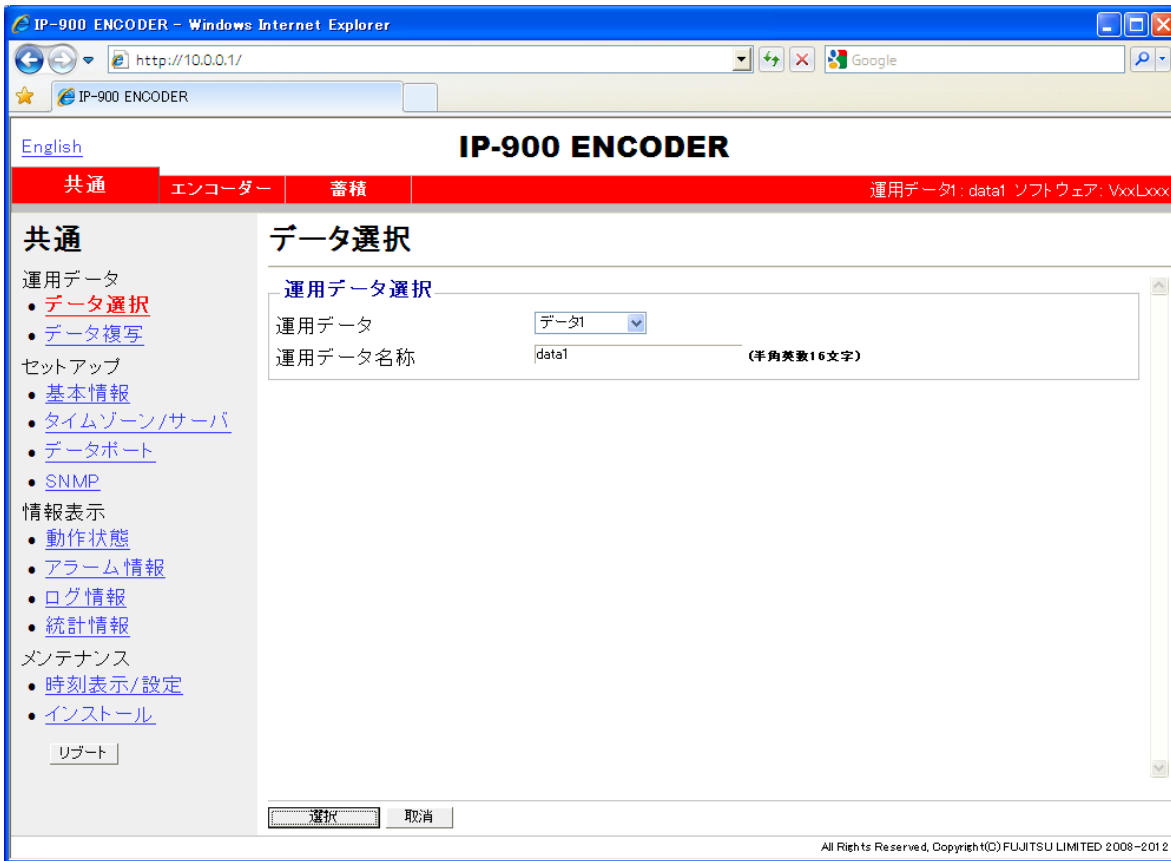 IP-900 ENCODER - Windows Internet Explorer
http://10.0.0.1/
Google
IP-900 ENCODER
English
IP-900 ENCODER
共通
エンコーダー
蓄積
運用データ1: data1 ソフトウェア: VxxLxxx
共通
運用データ
• データ選択
• データ複写
セットアップ
• 基本情報
• タイムゾーン/サーバ
• データポート
• SNMP
情報表示
• 動作状態
• アラーム情報
• ログ情報
• 統計情報
メンテナンス
• 時刻表示/設定
• インストール
リブート
データ選択
運用データ選択
運用データ データ1
運用データ名称 data1 (半角英数16文字)
選択 取消
All Rights Reserved, Copyright(C) FUJITSU LIMITED 2008-2012